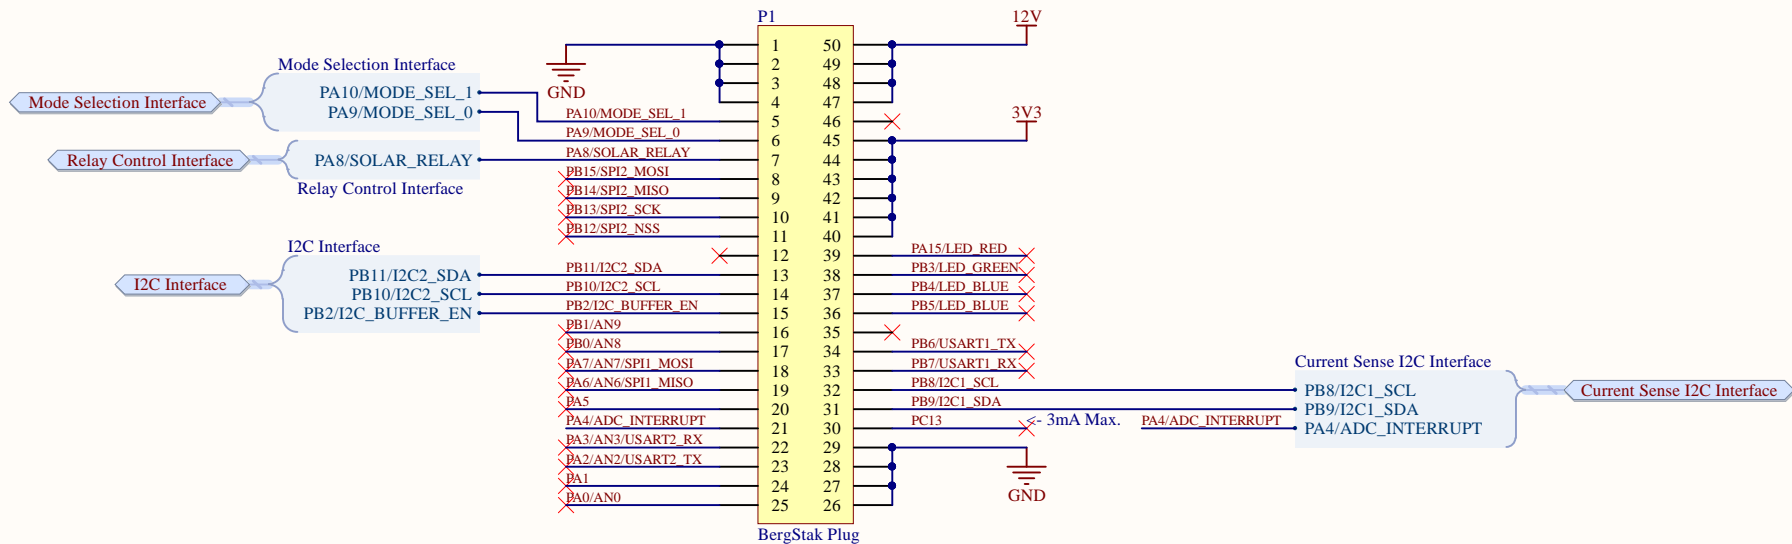 P1
12V
GND
Mode Selection Interface
Mode Selection Interface
PA10/MODE_SEL_1
PA9/MODE_SEL_0
Relay Control Interface
PA8/SOLAR_RELAY
Relay Control Interface
I2C Interface
I2C Interface
PB11/I2C2_SDA
PB10/I2C2_SCL
PB2/I2C_BUFFER_EN
1 50
2 49
3 48
4 47
PA10/MODE_SEL_1 5 46
PA9/MODE_SEL_0 6 45 3V3
PA8/SOLAR_RELAY 7 44
PB15/SPI2_MOSI 8 43
PB14/SPI2_MISO 9 42
PB13/SPI2_SCK 10 41
PB12/SPI2_NSS 11 40
12 39 PA15/LED_RED
PB11/I2C2_SDA 13 38 PB3/LED_GREEN
PB10/I2C2_SCL 14 37 PB4/LED_BLUE
PB2/I2C_BUFFER_EN 15 36 PB5/LED_BLUE
PB1/AN9 16 35
PB0/AN8 17 34 PB6/USART1_TX
PA7/AN7/SPI1_MOSI 18 33 PB7/USART1_RX
PA6/AN6/SPI1_MISO 19 32 PB8/I2C1_SCL
PA5 20 31 PB9/I2C1_SDA
PA4/ADC_INTERRUPT 21 30 PC13 <- 3mA Max. PA4/ADC_INTERRUPT
PA3/AN3/USART2_RX 22 29
PA2/AN2/USART2_TX 23 28
PA1 24 27
PA0/AN0 25 26
GND
BergStak Plug
Current Sense I2C Interface
PB8/I2C1_SCL
PB9/I2C1_SDA
PA4/ADC_INTERRUPT
Current Sense I2C Interface